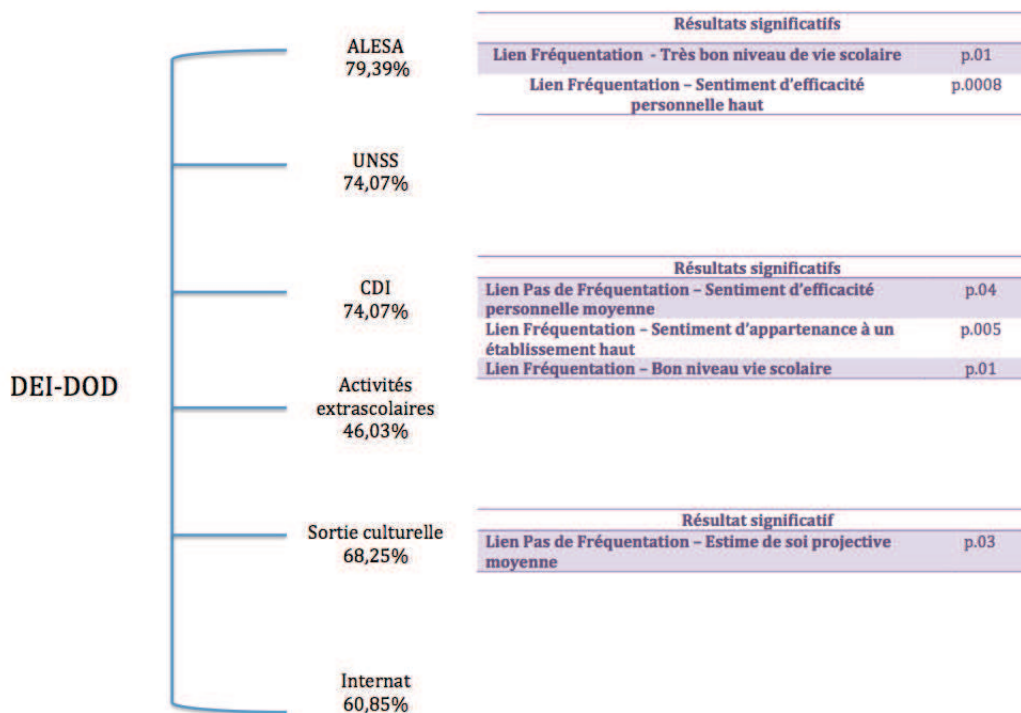 ALESA
79,39%
Résultats significatifs
Lien Fréquentation - Très bon niveau de vie scolaire p.01
Lien Fréquentation – Sentiment d'efficacité p.0008
personnelle haut
UNSS
74,07%
CDI
74,07%
Résultats significatifs
Lien Pas de Fréquentation – Sentiment d'efficacité p.04
personnelle moyenne
Lien Fréquentation – Sentiment d'appartenance à un p.005
établissement haut
Lien Fréquentation – Bon niveau vie scolaire p.01
DEI-DOD
Activités
extrascolaires
46,03%
Sortie culturelle
68,25%
Résultat significatif
Lien Pas de Fréquentation – Estime de soi projective p.03
moyenne
Internat
60,85%